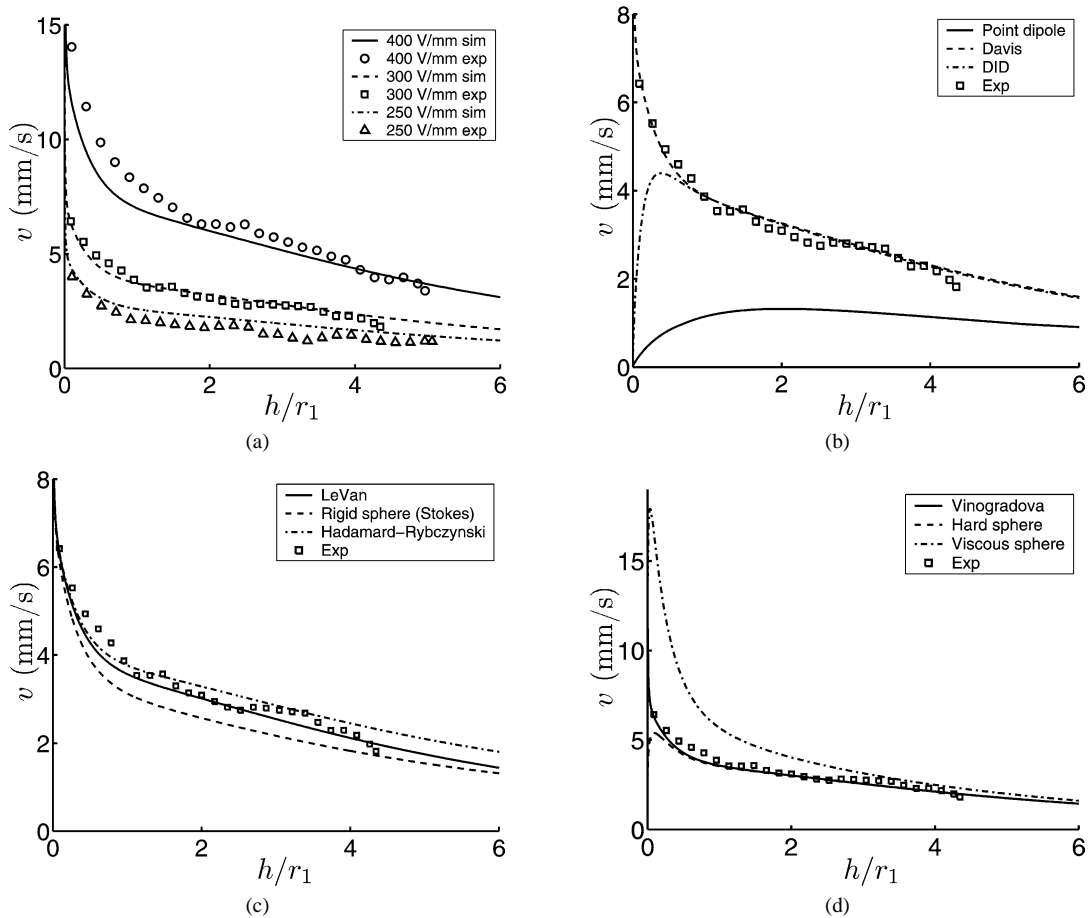 15
10
5
0
v (mm/s)
400 V/mm sim
400 V/mm exp
300 V/mm sim
300 V/mm exp
250 V/mm sim
250 V/mm exp
0 2 4 6
h/r1
(a)
8
6
4
2
0
v (mm/s)
Point dipole
Davis
DID
Exp
0 2 4 6
h/r1
(b)
8
6
4
2
0
v (mm/s)
LeVan
Rigid sphere (Stokes)
Hadamard–Rybczynski
Exp
0 2 4 6
h/r1
(c)
15
10
5
0
v (mm/s)
Vinogradova
Hard sphere
Viscous sphere
Exp
0 2 4 6
h/r1
(d)